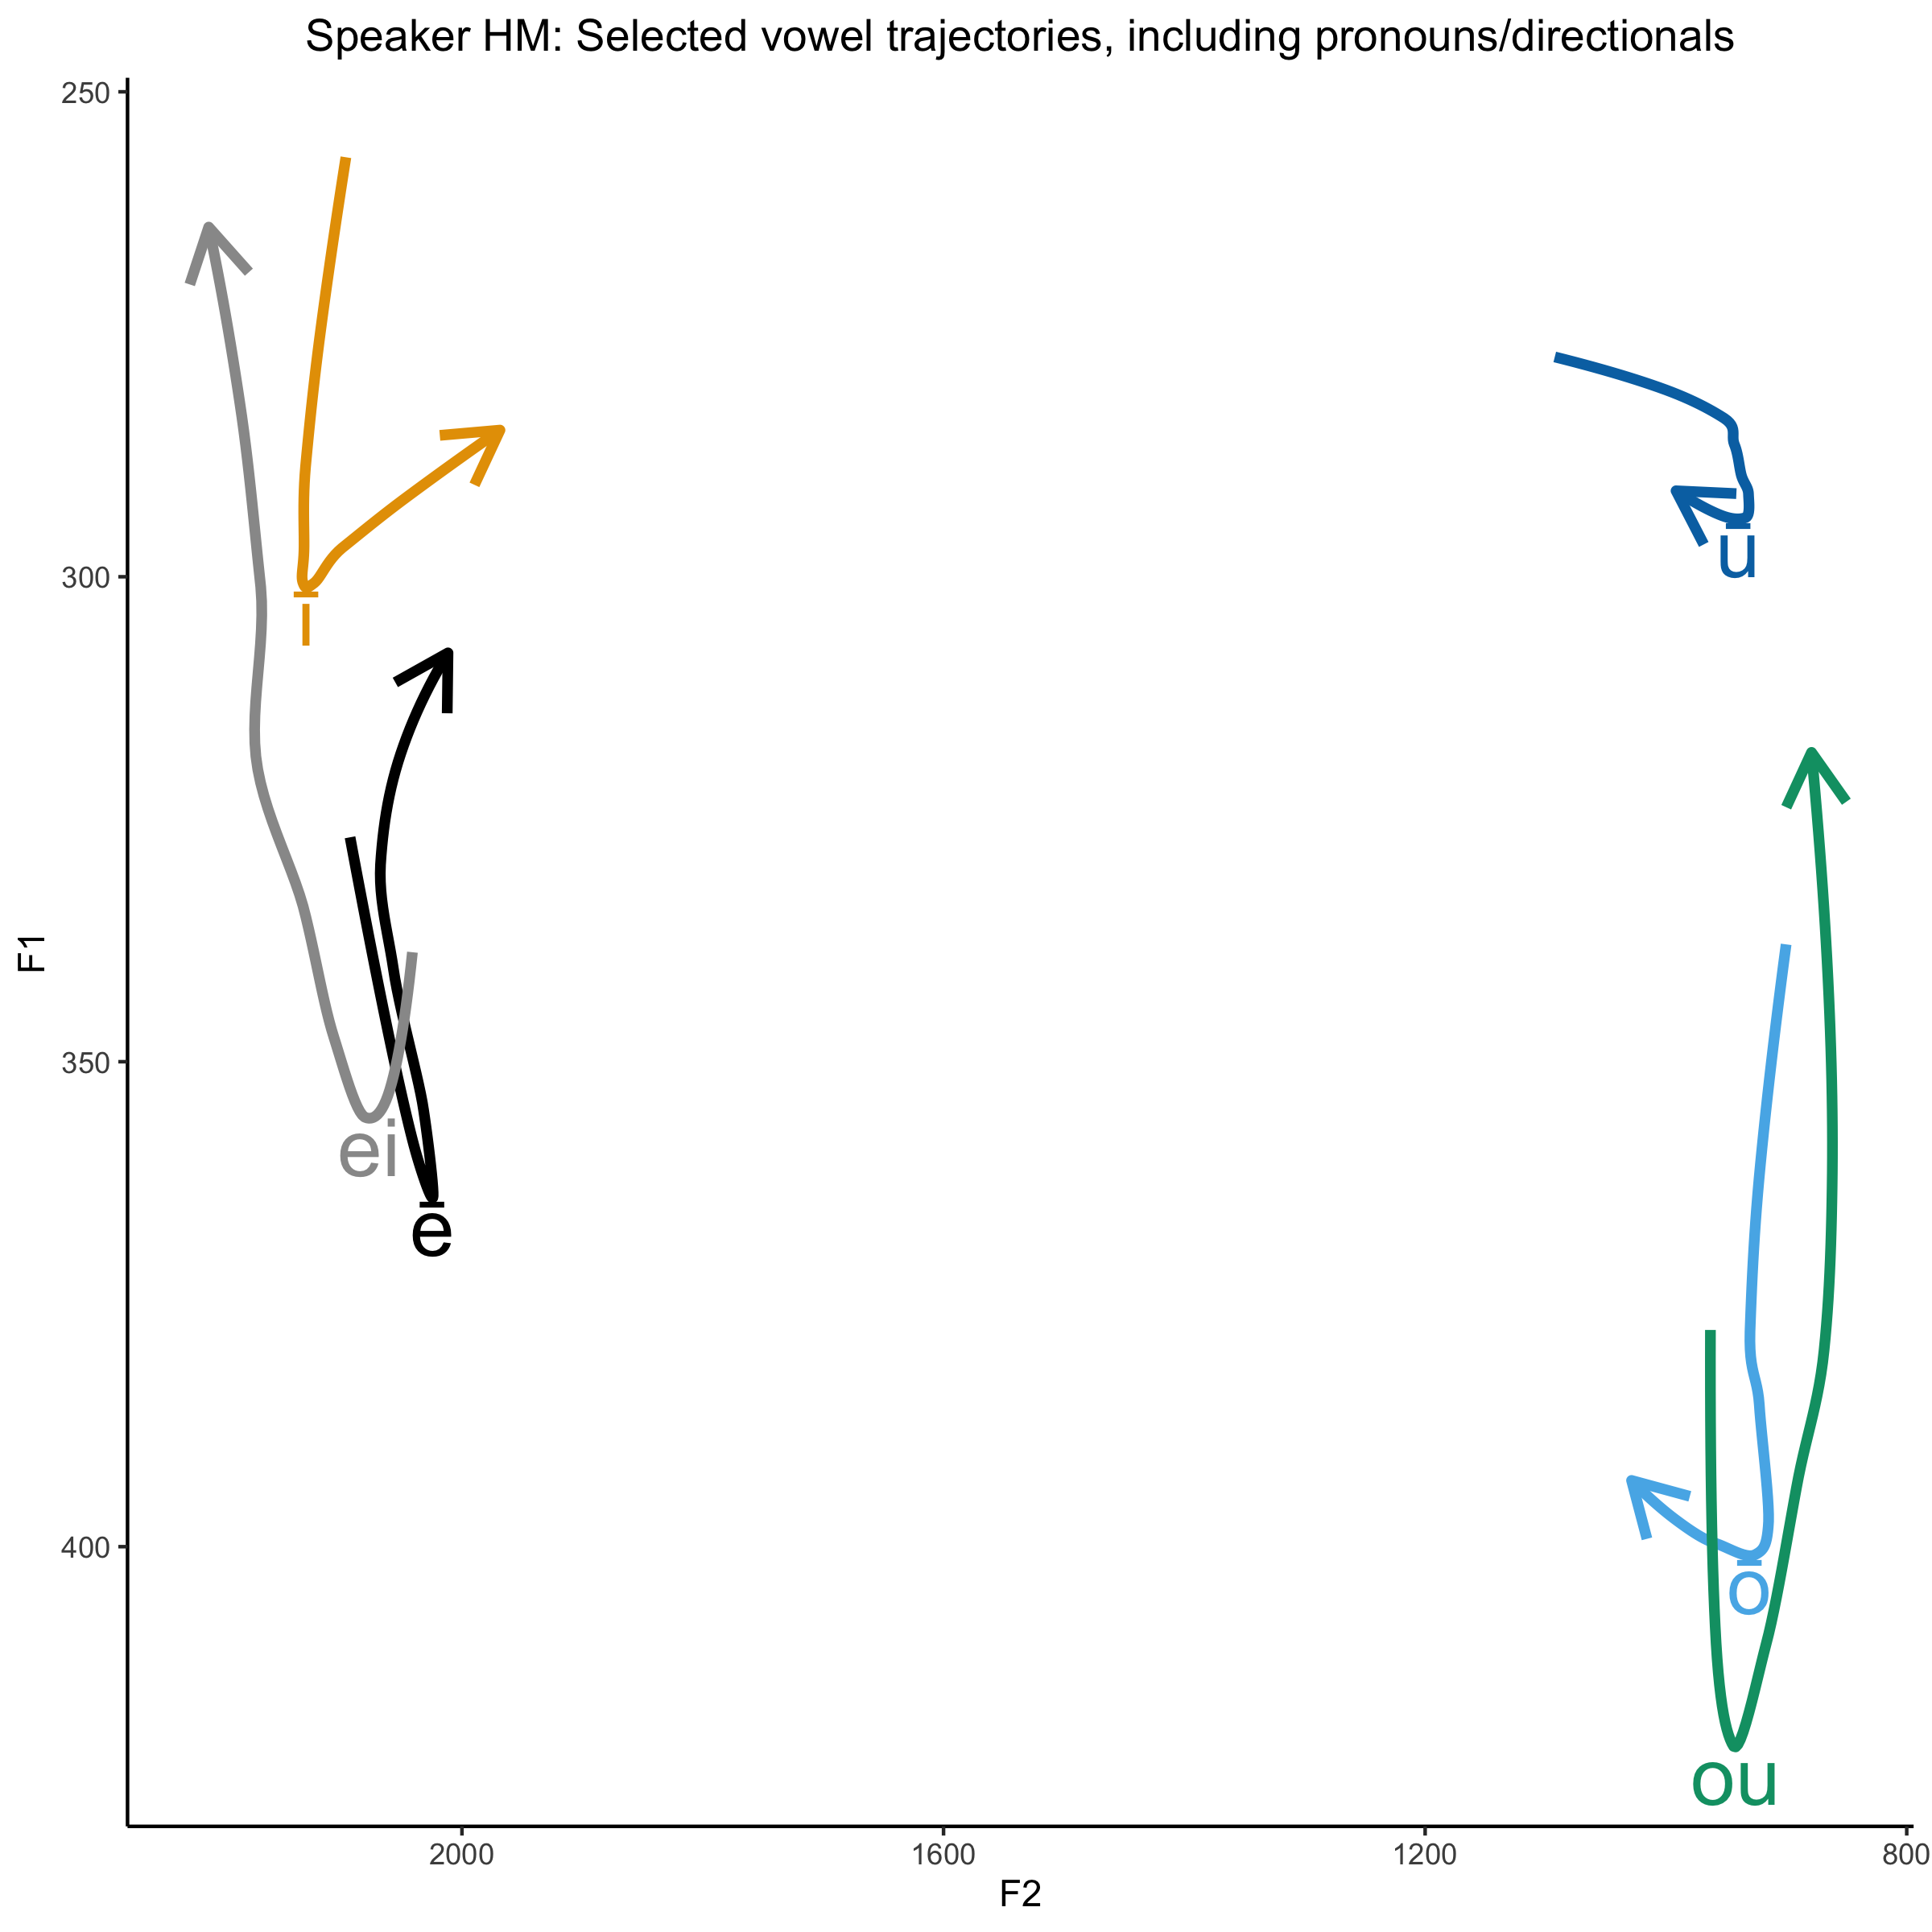 Speaker HM: Selected vowel trajectories, including pronouns/directionals
250
300
350
400
F1
ī
ū
ei
ē
ō
ou
2000
1600
1200
800
F2